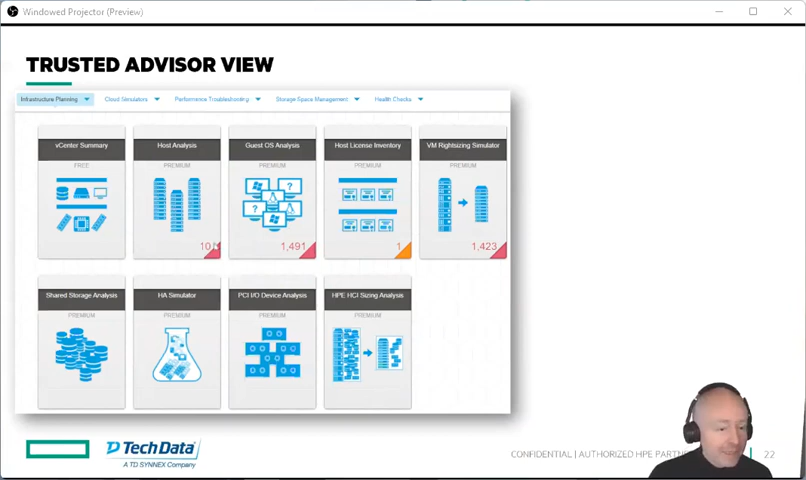 Windowed Projector (Preview)
TRUSTED ADVISOR VIEW
Infrastructure Planning Cloud Simulators Performance Troubleshooting Storage Space Management Health Checks
vCenter Summary Host Analysis Guest OS Analysis Host License Inventory VM Rightsizing Simulator
FREE PREMIUM PREMIUM PREMIUM PREMIUM
? ?
1,491 1 1,423
Shared Storage Analysis HA Simulator PCI I/O Device Analysis HPE HCI Sizing Analysis
PREMIUM PREMIUM PREMIUM PREMIUM
TechData
A TD SYNNEX Company
CONFIDENTIAL | AUTHORIZED HPE 22